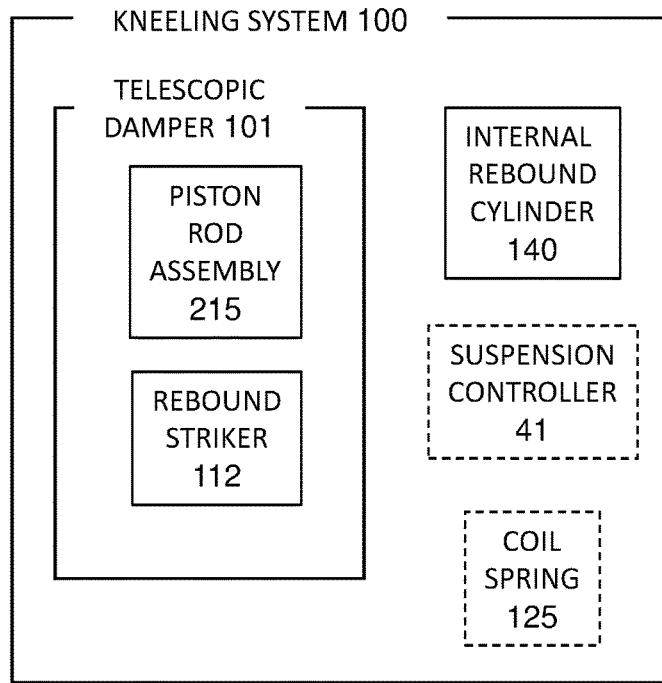 KNEELING SYSTEM 100
TELESCOPIC
DAMPER 101
PISTON
ROD
ASSEMBLY
215
REBOUND
STRIKER
112
INTERNAL
REBOUND
CYLINDER
140
SUSPENSION
CONTROLLER
41
COIL
SPRING
125